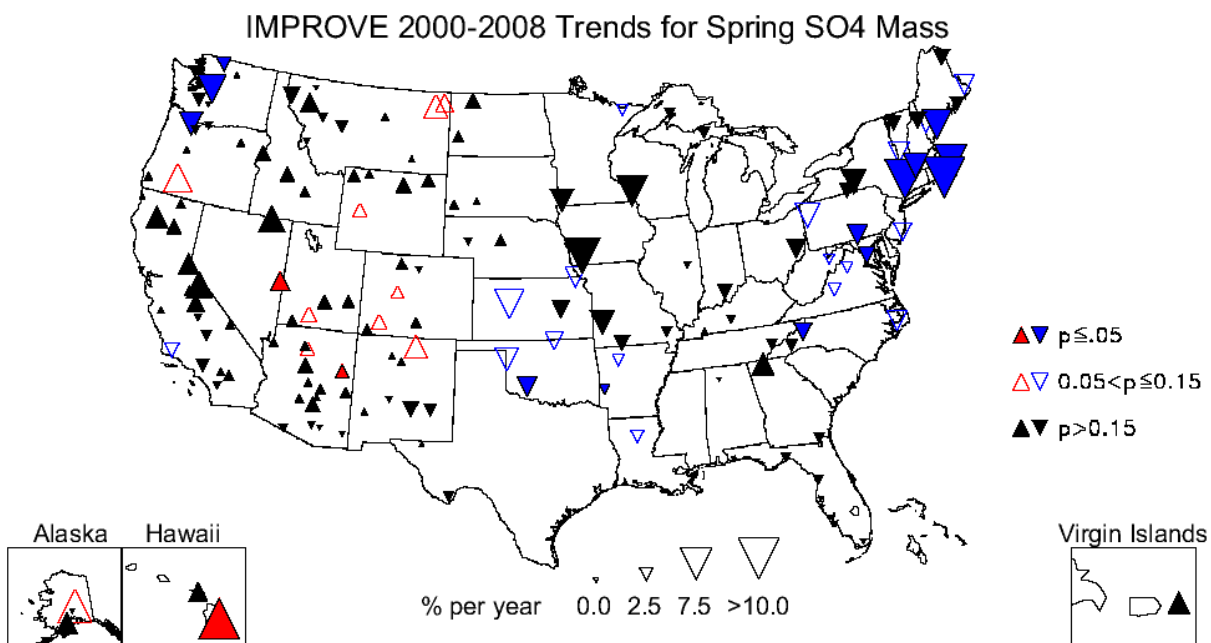 IMPROVE 2000-2008 Trends for Spring SO4 Mass
p≤.05
0.05<p≤0.15
p>0.15
Alaska
Hawaii
Virgin Islands
% per year 0.0 2.5 7.5 >10.0